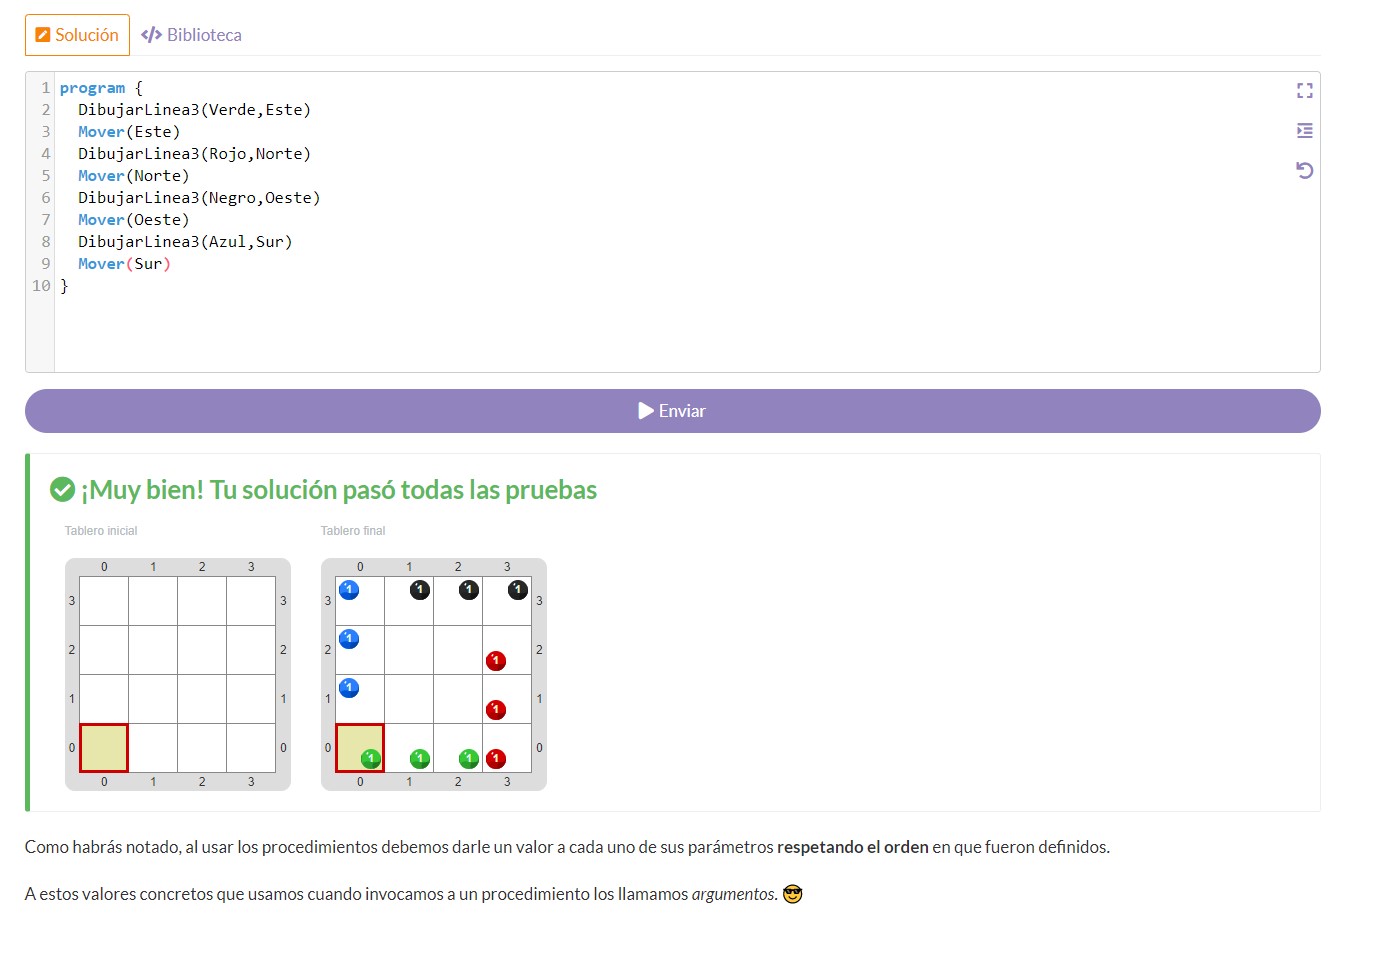 Solución
</> Biblioteca
1 program {
2 DibujarLinea3(Verde,Este)
3 Mover(Este)
4 DibujarLinea3(Rojo,Norte)
5 Mover(Norte)
6 DibujarLinea3(Negro,Oeste)
7 Mover(Oeste)
8 DibujarLinea3(Azul,Sur)
9 Mover(Sur)
10 }
Enviar
¡Muy bien! Tu solución pasó todas las pruebas
Tablero inicial
0 1 2 3
3 3
2 2
1 1
0 0
0 1 2 3
Tablero final
0 1 2 3
3 1 1 1 1 3
2 1 1 2
1 1 1 1
0 1 1 1 1 0
0 1 2 3
Como habrás notado, al usar los procedimientos debemos darle un valor a cada uno de sus parámetros respetando el orden en que fueron definidos.
A estos valores concretos que usamos cuando invocamos a un procedimiento los llamamos argumentos. 😎